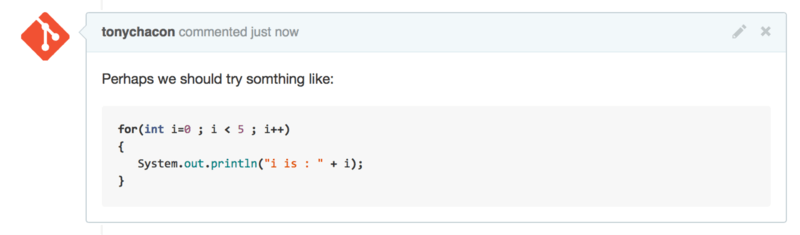 tonychacon commented just now
Perhaps we should try somthing like:
for(int i=0 ; i < 5 ; i++)
{
   System.out.println("i is : " + i);
}